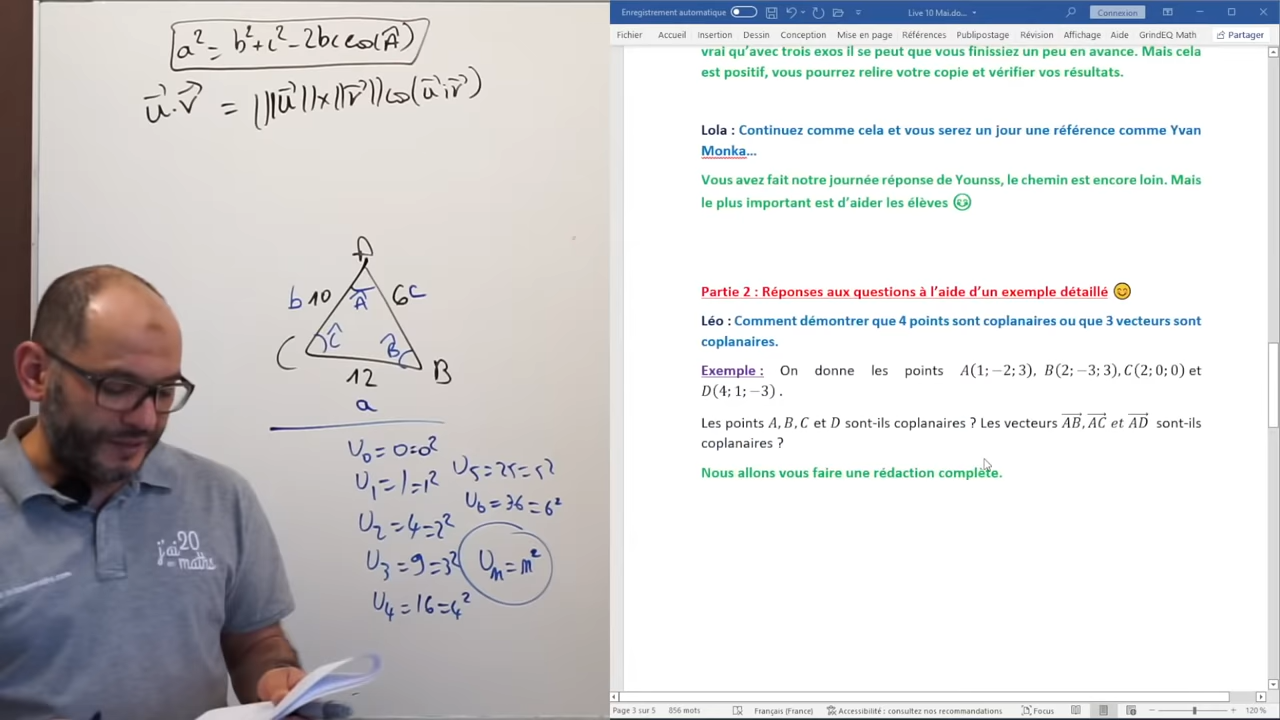 a² = b²+c²-2bc cos(Â)
u⃗.v⃗ = ||u⃗||×||v⃗||cos(u⃗;v⃗)
A
b 10 Â 6 c
C Ĉ B̂ B
12
a
U₀=0=0²
U₁=1=1²
U₂=4=2²
U₃=9=3²
U₄=16=4²
U₅=25=5²
U₆=36=6²
Uₙ=n²
j'ai20
=maths
Enregistrement automatique
Live 10 Mai.do...
Connexion
Fichier Accueil Insertion Dessin Conception Mise en page Références Publipostage Révision Affichage Aide GrindEQ Math Partager
vrai qu'avec trois exos il se peut que vous finissiez un peu en avance. Mais cela
est positif, vous pourrez relire votre copie et vérifier vos résultats.
Lola : Continuez comme cela et vous serez un jour une référence comme Yvan
Monka…
Vous avez fait notre journée réponse de Younss, le chemin est encore loin. Mais
le plus important est d'aider les élèves
Partie 2 : Réponses aux questions à l'aide d'un exemple détaillé
Léo : Comment démontrer que 4 points sont coplanaires ou que 3 vecteurs sont
coplanaires.
Exemple : On donne les points A(1; −2; 3), B(2; −3; 3), C(2; 0; 0) et
D(4; 1; −3) .
Les points A, B, C et D sont-ils coplanaires ? Les vecteurs A͞B⃗, A͞C⃗ et A͞D⃗ sont-ils
coplanaires ?
Nous allons vous faire une rédaction complète.
Page 3 sur 5 856 mots Français (France) Accessibilité : consultez nos recommandations Focus 120 %